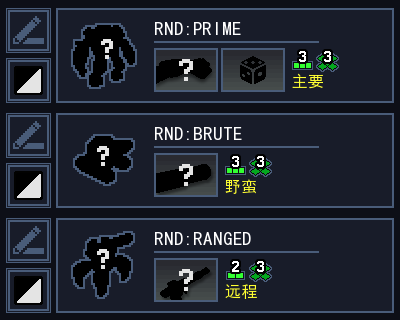 RND:PRIME
? ? 3 3
主要
RND:BRUTE
? ? 3 3
野蛮
RND:RANGED
? ? 2 3
远程